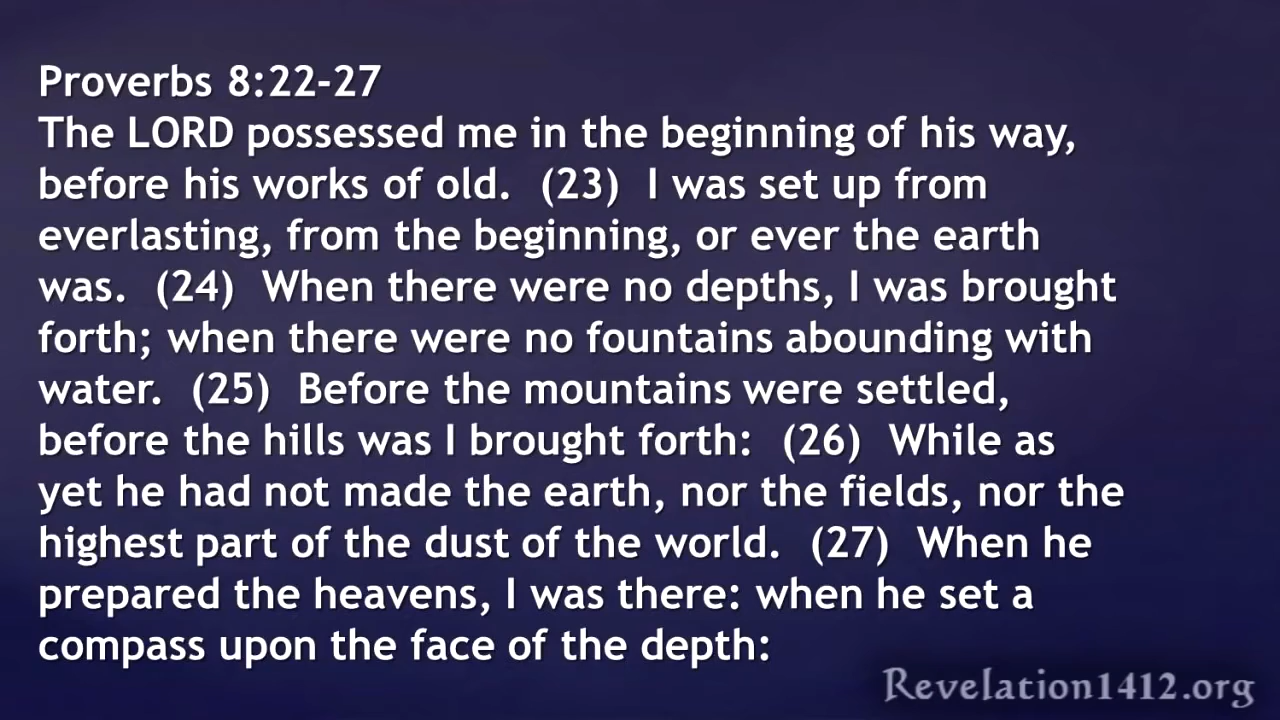 Proverbs 8:22-27
The LORD possessed me in the beginning of his way,
before his works of old.  (23)  I was set up from
everlasting, from the beginning, or ever the earth
was.  (24)  When there were no depths, I was brought
forth; when there were no fountains abounding with
water.  (25)  Before the mountains were settled,
before the hills was I brought forth:  (26)  While as
yet he had not made the earth, nor the fields, nor the
highest part of the dust of the world.  (27)  When he
prepared the heavens, I was there: when he set a
compass upon the face of the depth:
Revelation1412.org